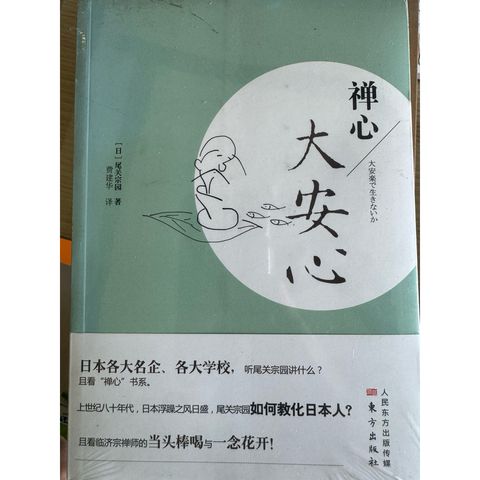 禅心
大安心
大安楽で生きないか
［日］尾关宗园 著
费建华 译
日本各大名企、各大学校，听尾关宗园讲什么？
且看“禅心”书系。
上世纪八十年代，日本浮躁之风日盛，尾关宗园如何教化日本人？
且看临济宗禅师的当头棒喝与一念花开！
人民东方出版传媒
東方出版社